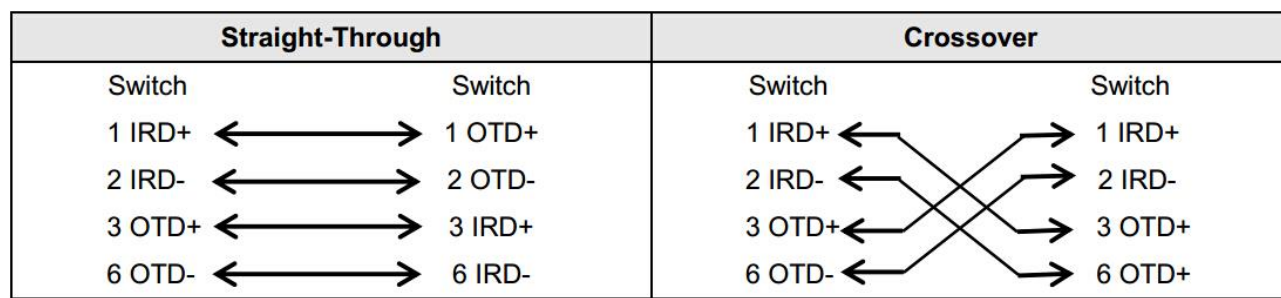 Straight-Through Crossover
Switch Switch Switch Switch
1 IRD+ 1 OTD+ 1 IRD+ 1 IRD+
2 IRD- 2 OTD- 2 IRD- 2 IRD-
3 OTD+ 3 IRD+ 3 OTD+ 3 OTD+
6 OTD- 6 IRD- 6 OTD- 6 OTD+